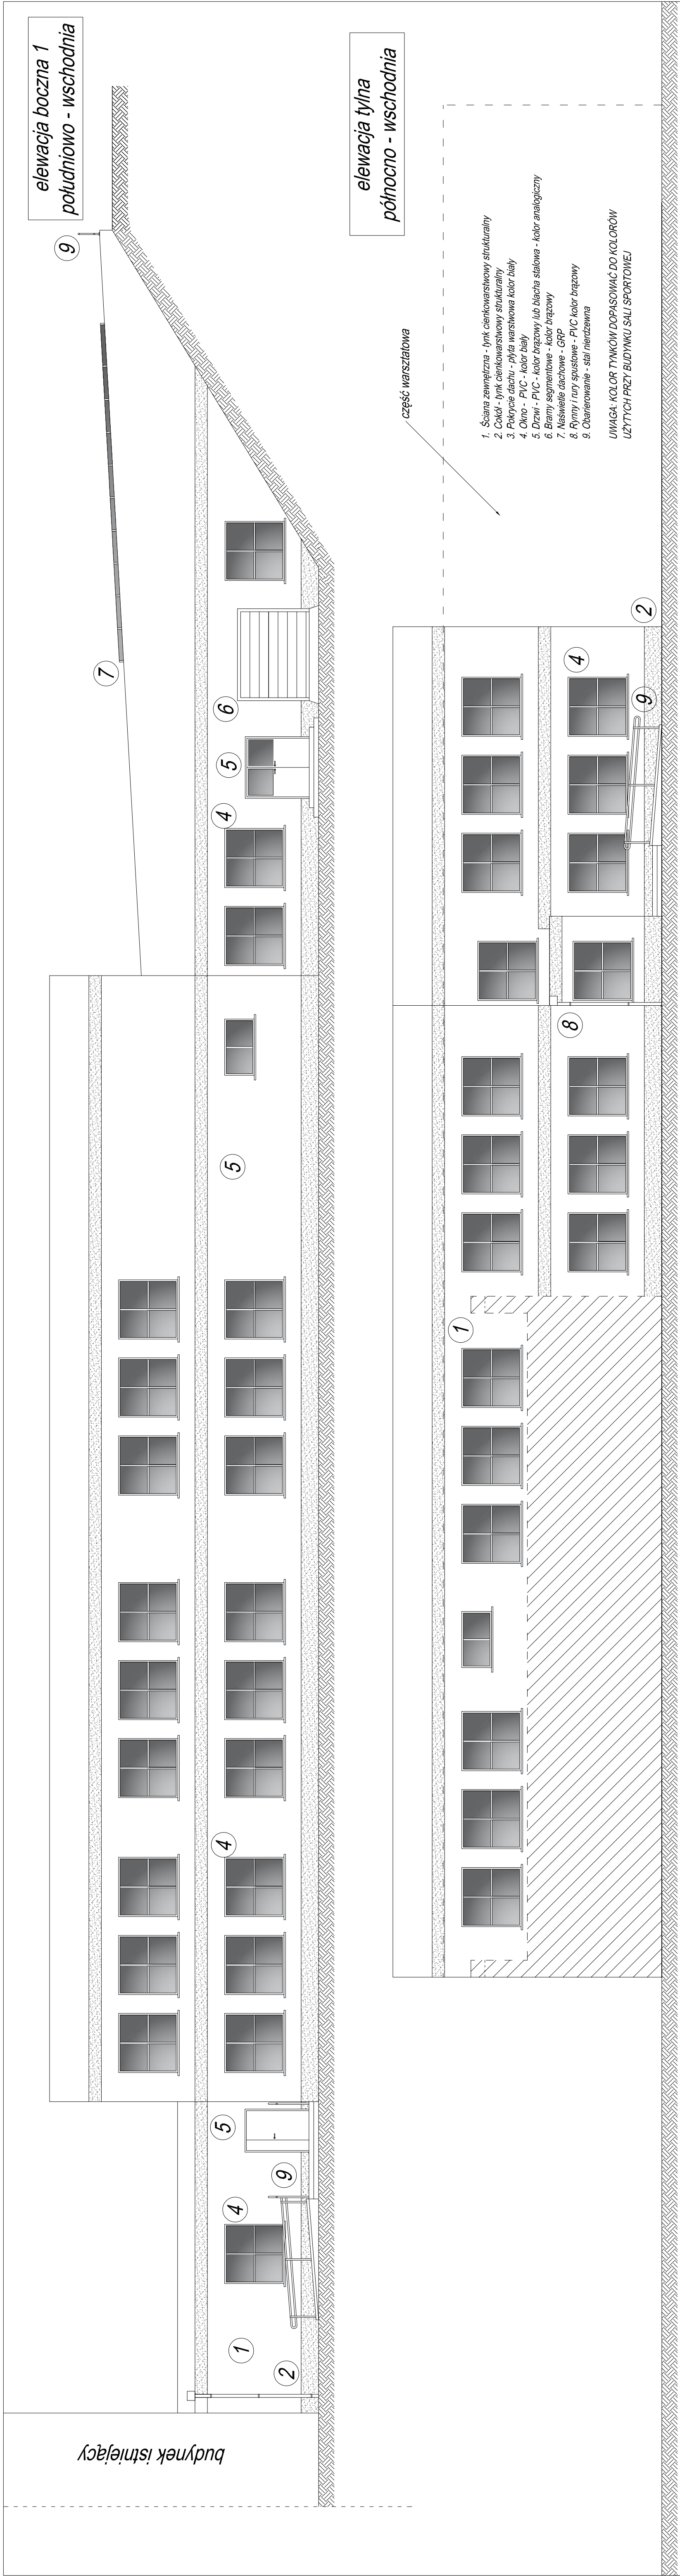 elewacja boczna 1
południowo - wschodnia
9
7
6
5
4
5
4
5
9
4
1
2
budynek istniejący
elewacja tylna
północno - wschodnia
część warsztatowa
1. Ściana zewnętrzna - tynk cienkowarstwowy strukturalny
2. Cokół - tynk cienkowarstwowy strukturalny
3. Pokrycie dachu - płyta warstwowa kolor biały
4. Okno - PVC - kolor biały
5. Drzwi - PVC - kolor brązowy lub blacha stalowa - kolor analogiczny
6. Bramy segmentowe - kolor brązowy
7. Naświetle dachowe - GRP
8. Rynny i rury spustowe - PVC kolor brązowy
9. Obarierowanie - stal nierdzewna
UWAGA: KOLOR TYNKÓW DOPASOWAĆ DO KOLORÓW
UŻYTYCH PRZY BUDYNKU SALI SPORTOWEJ
2
4
9
8
1